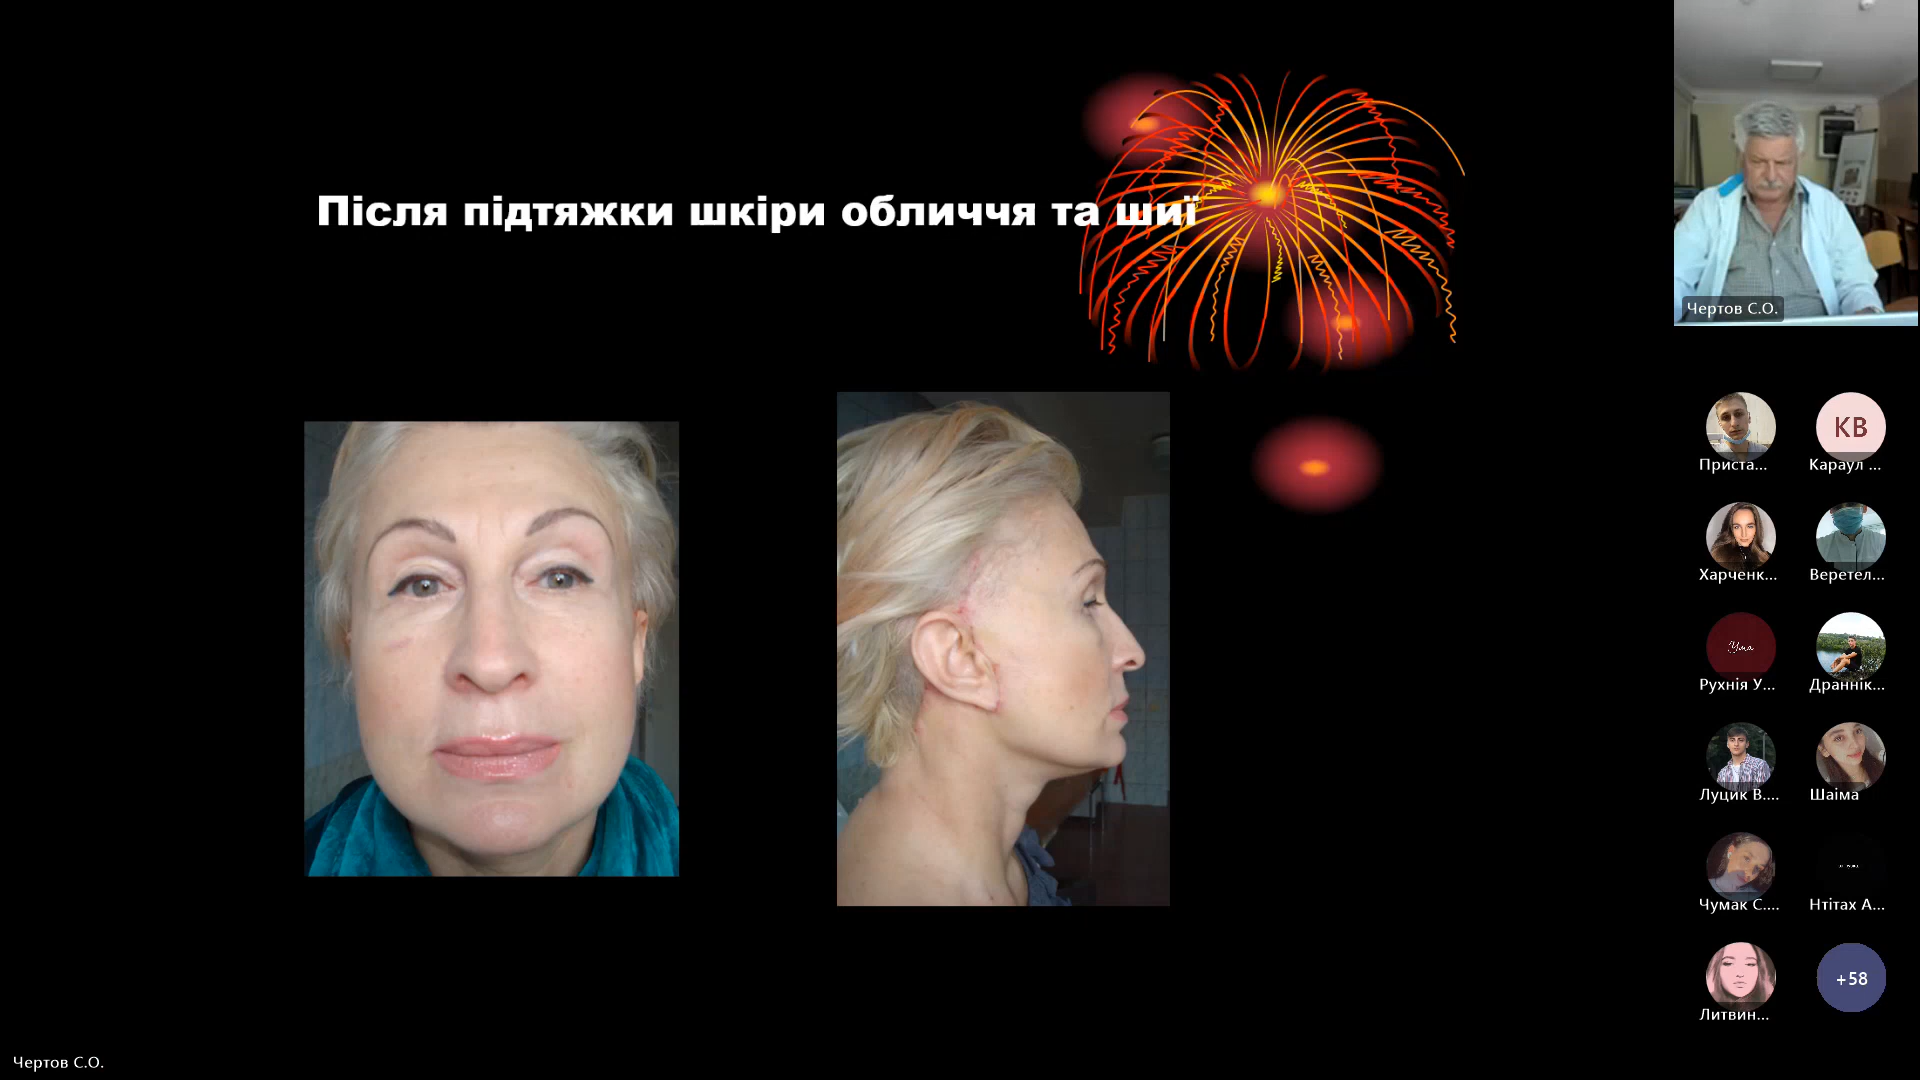 Після підтяжки шкіри обличчя та шиї
Чертов С.О.
КВ
Приста...
Караул ...
Харченк...
Веретел...
Ума
Рухнія У...
Драннік...
Луцик В....
Шаіма
Чумак С....
Нтітах А...
+58
Литвин...
Чертов С.О.